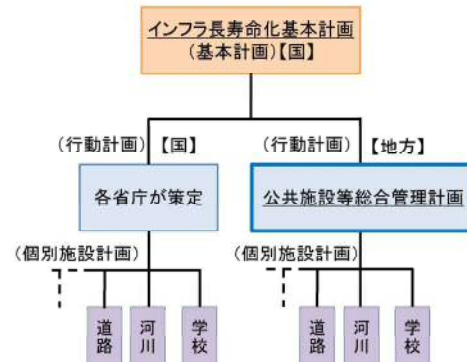 インフラ長寿命化基本計画
(基本計画)【国】
(行動計画) 【国】
(行動計画) 【地方】
各省庁が策定
公共施設等総合管理計画
(個別施設計画)
(個別施設計画)
道路
河川
学校
道路
河川
学校